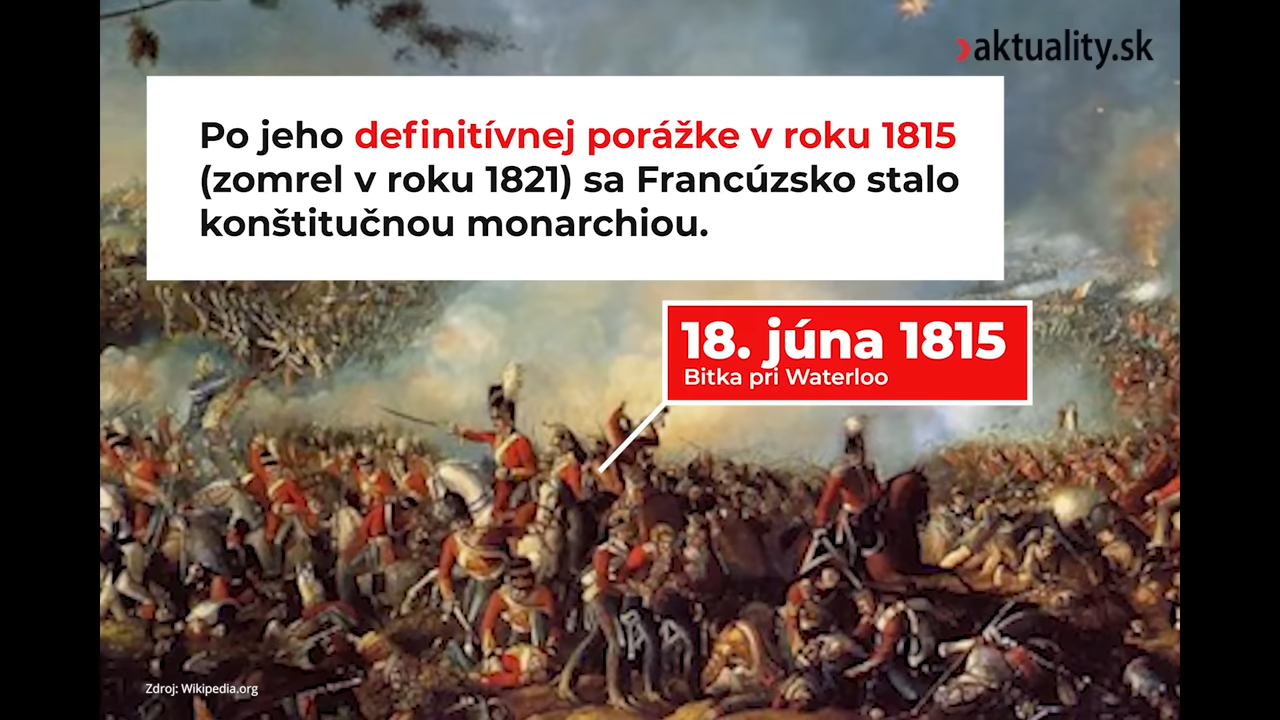 aktuality.sk
Po jeho definitívnej porážke v roku 1815
(zomrel v roku 1821) sa Francúzsko stalo
konštitučnou monarchiou.
18. júna 1815
Bitka pri Waterloo
Zdroj: Wikipedia.org